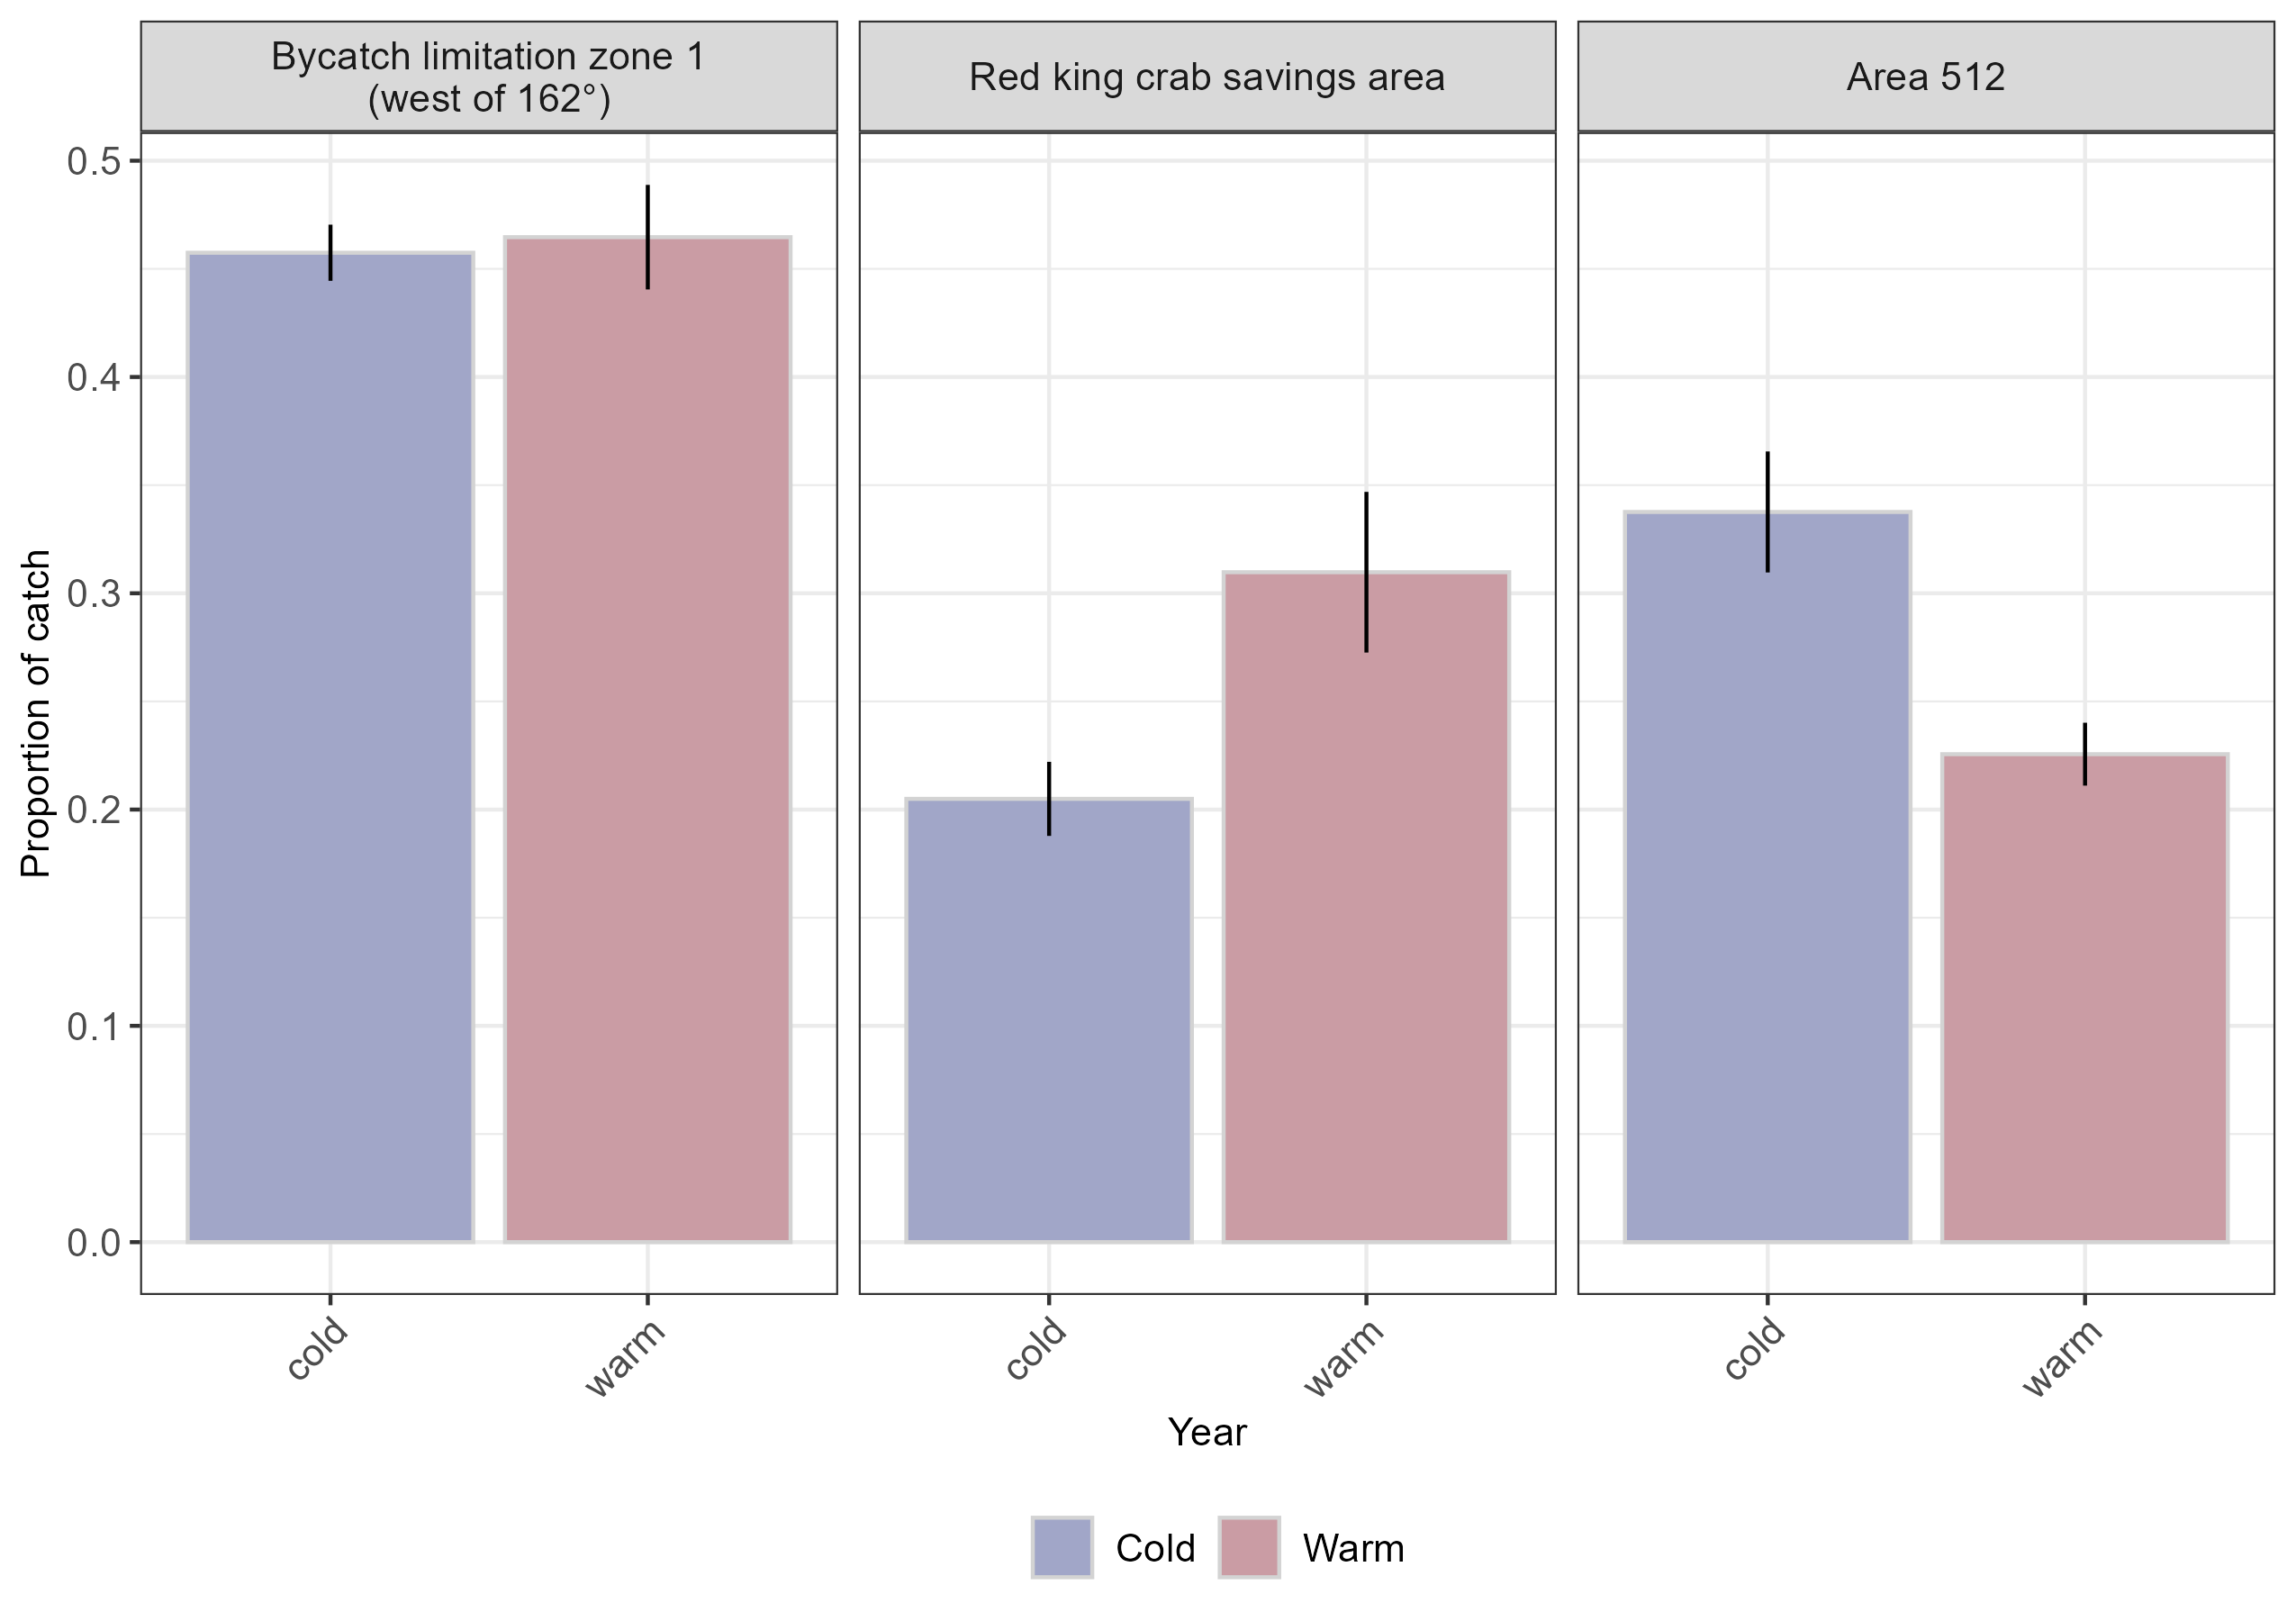 Bycatch limitation zone 1
(west of 162°)
Red king crab savings area
Area 512
0.5
0.4
0.3
0.2
0.1
0.0
Proportion of catch
cold
warm
cold
warm
cold
warm
Year
Cold
Warm